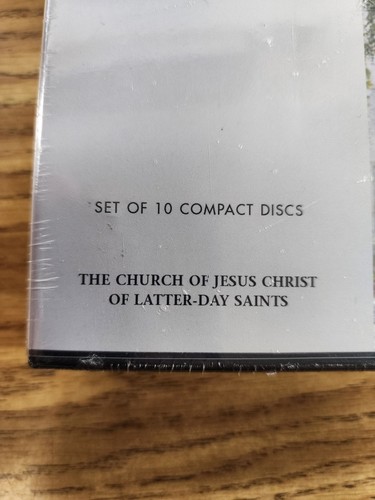 SET OF 10 COMPACT DISCS
THE CHURCH OF JESUS CHRIST
OF LATTER-DAY SAINTS